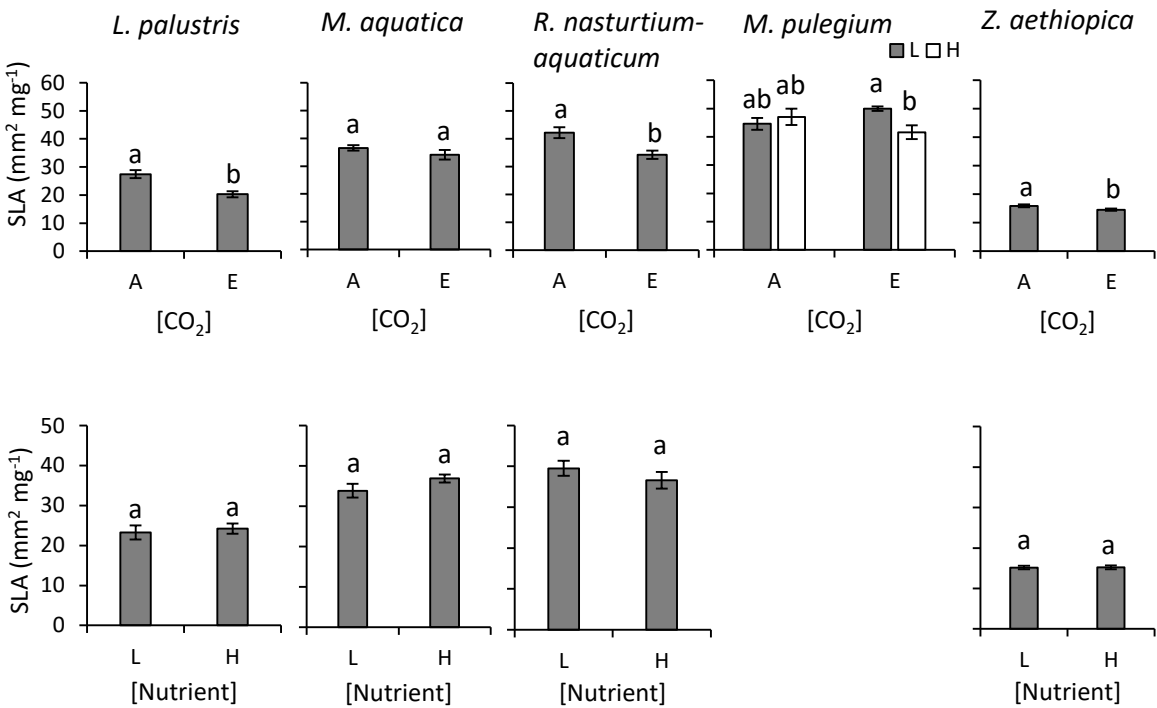 L. palustris
M. aquatica
R. nasturtium-
aquaticum
M. pulegium
Z. aethiopica
L H
SLA (mm² mg⁻¹)
60
50
40
30
20
10
0
a
b
A
E
[CO₂]
a
a
A
E
[CO₂]
a
b
A
E
[CO₂]
ab
ab
a
b
A
E
[CO₂]
a
b
A
E
[CO₂]
SLA (mm² mg⁻¹)
50
40
30
20
10
0
a
a
L
H
[Nutrient]
a
a
L
H
[Nutrient]
a
a
L
H
[Nutrient]
a
a
L
H
[Nutrient]